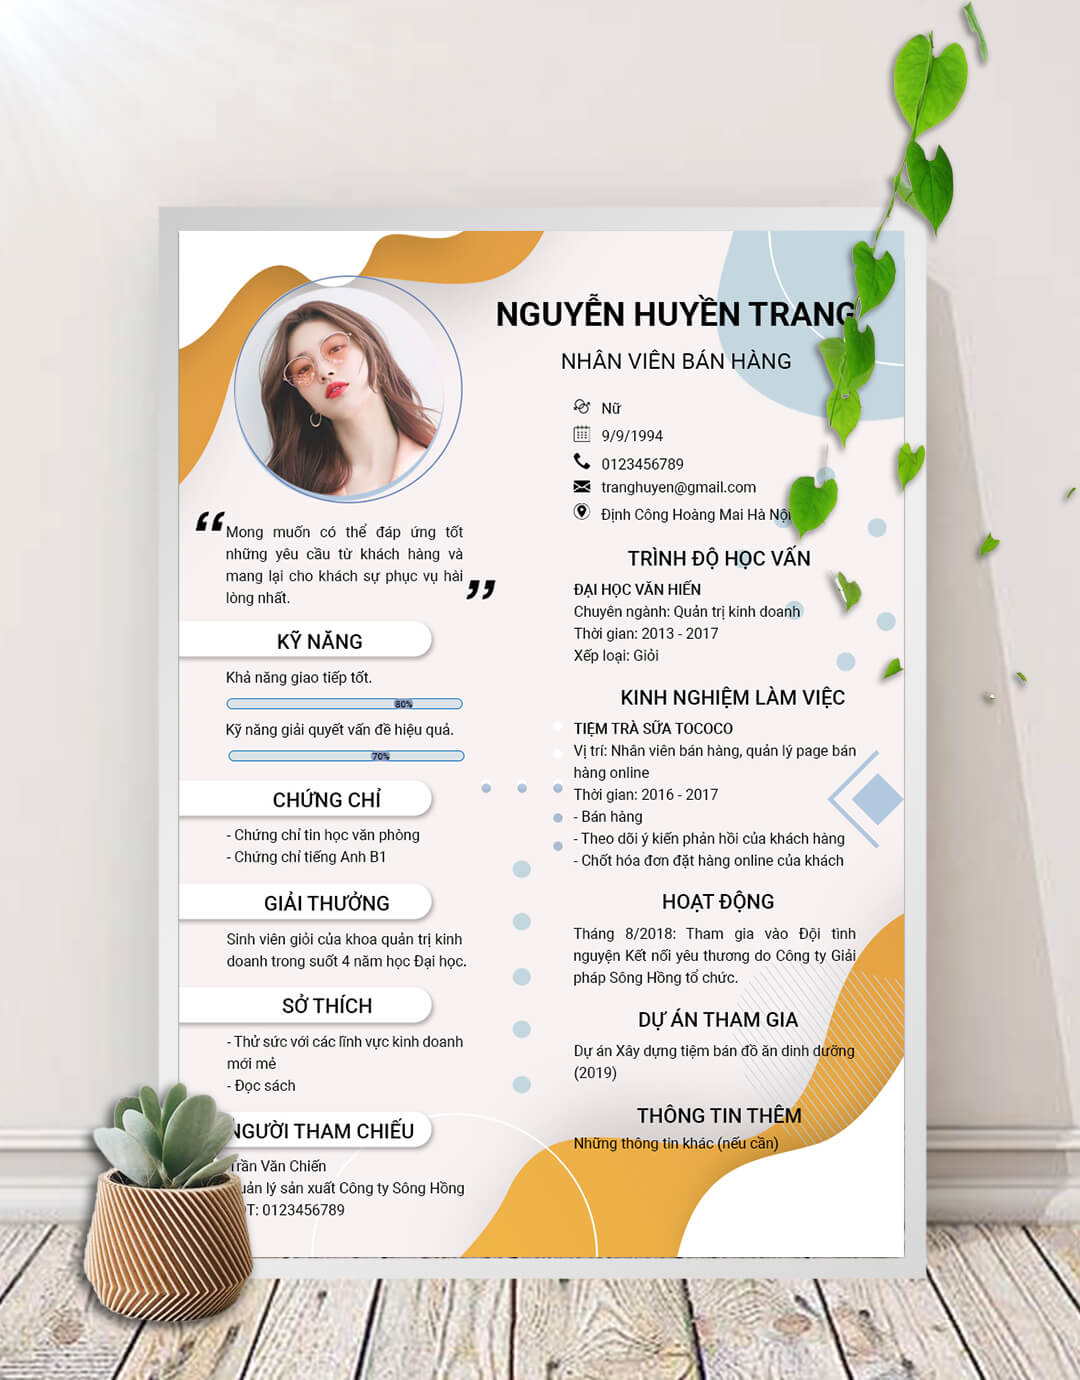 NGUYỄN HUYỀN TRANG
NHÂN VIÊN BÁN HÀNG
Nữ
9/9/1994
0123456789
tranghuyen@gmail.com
Định Công Hoàng Mai Hà Nội
“Mong muốn có thể đáp ứng tốt
những yêu cầu từ khách hàng và
mang lại cho khách sự phục vụ hài
lòng nhất.”
KỸ NĂNG
Khả năng giao tiếp tốt.
80%
Kỹ năng giải quyết vấn đề hiệu quả.
70%
CHỨNG CHỈ
- Chứng chỉ tin học văn phòng
- Chứng chỉ tiếng Anh B1
GIẢI THƯỞNG
Sinh viên giỏi của khoa quản trị kinh
doanh trong suốt 4 năm học Đại học.
SỞ THÍCH
- Thử sức với các lĩnh vực kinh doanh
mới mẻ
- Đọc sách
NGƯỜI THAM CHIẾU
Trần Văn Chiến
uản lý sản xuất Công ty Sông Hồng
T: 0123456789
TRÌNH ĐỘ HỌC VẤN
ĐẠI HỌC VĂN HIẾN
Chuyên ngành: Quản trị kinh doanh
Thời gian: 2013 - 2017
Xếp loại: Giỏi
KINH NGHIỆM LÀM VIỆC
TIỆM TRÀ SỮA TOCOCO
Vị trí: Nhân viên bán hàng, quản lý page bán
hàng online
Thời gian: 2016 - 2017
- Bán hàng
- Theo dõi ý kiến phản hồi của khách hàng
- Chốt hóa đơn đặt hàng online của khách
HOẠT ĐỘNG
Tháng 8/2018: Tham gia vào Đội tình
nguyện Kết nối yêu thương do Công ty Giải
pháp Sông Hồng tổ chức.
DỰ ÁN THAM GIA
Dự án Xây dựng tiệm bán đồ ăn dinh dưỡng
(2019)
THÔNG TIN THÊM
Những thông tin khác (nếu cần)